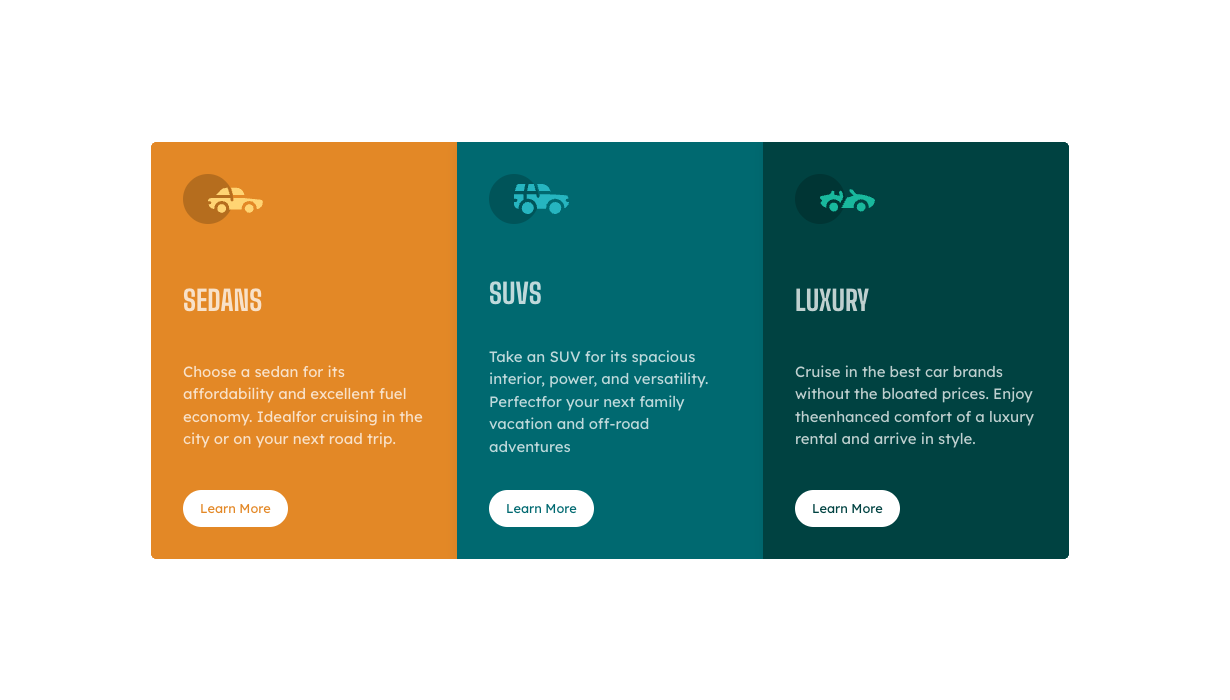 SEDANS
Choose a sedan for its
affordability and excellent fuel
economy. Idealfor cruising in the
city or on your next road trip.
Learn More
SUVS
Take an SUV for its spacious
interior, power, and versatility.
Perfectfor your next family
vacation and off-road
adventures
Learn More
LUXURY
Cruise in the best car brands
without the bloated prices. Enjoy
theenhanced comfort of a luxury
rental and arrive in style.
Learn More